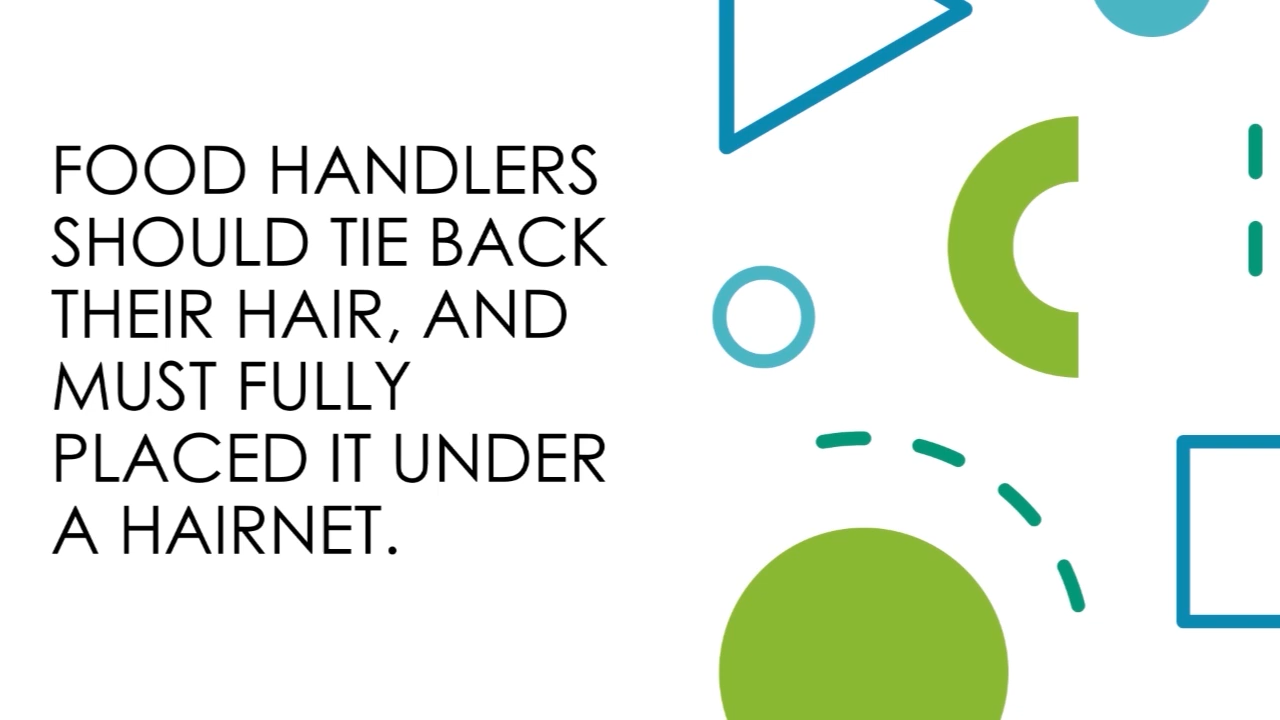 FOOD HANDLERS
SHOULD TIE BACK
THEIR HAIR, AND
MUST FULLY
PLACED IT UNDER
A HAIRNET.